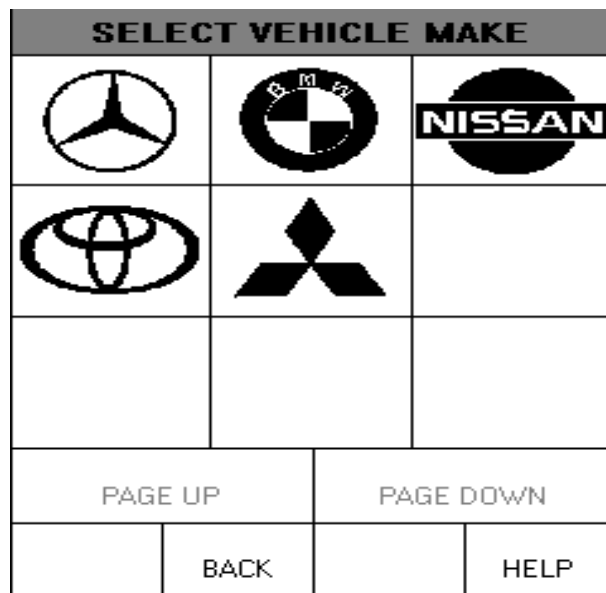 SELECT VEHICLE MAKE
BMW
NISSAN
PAGE UP
PAGE DOWN
BACK
HELP